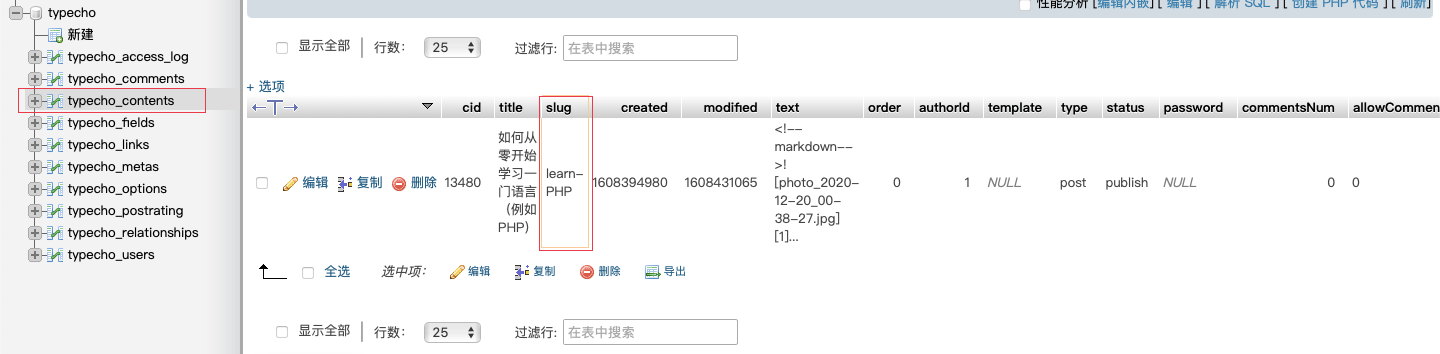 typecho
新建
typecho_access_log
typecho_comments
typecho_contents
typecho_fields
typecho_links
typecho_metas
typecho_options
typecho_postrating
typecho_relationships
typecho_users
性能分析 [编辑内嵌] [ 编辑 ] [ 解析 SQL ] [ 创建 PHP 代码 ] [ 刷新]
显示全部 | 行数: 25 过滤行: 在表中搜索
+ 选项
←T→ cid title slug created modified text order authorId template type status password commentsNum allowCommen
编辑 复制 删除 13480
如何从
零开始
学习一
门语言
（例如
PHP）
learn-
PHP
1608394980 1608431065
<!--
markdown--
>!
[photo_2020-
12-20_00-
38-27.jpg]
[1]...
0 1 NULL post publish NULL 0 0
全选 选中项: 编辑 复制 删除 导出
显示全部 | 行数: 25 过滤行: 在表中搜索